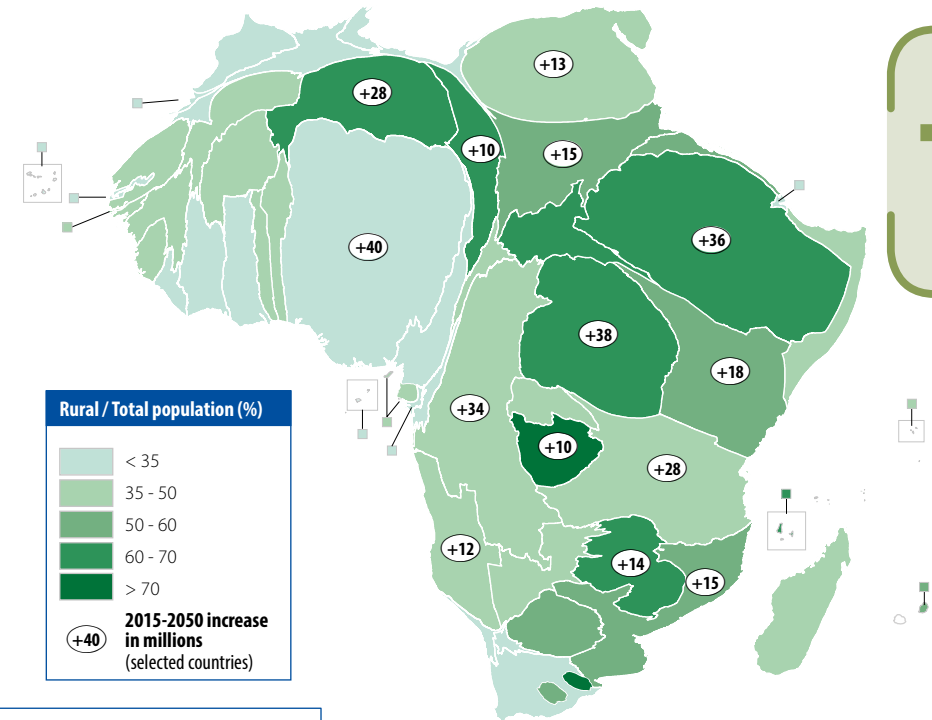 +13
+28
+10
+15
+40
+36
+38
+18
+34
+10
+28
+12
+14
+15
Rural / Total population (%)
< 35
35 - 50
50 - 60
60 - 70
> 70
+40
2015-2050 increase
in millions
(selected countries)